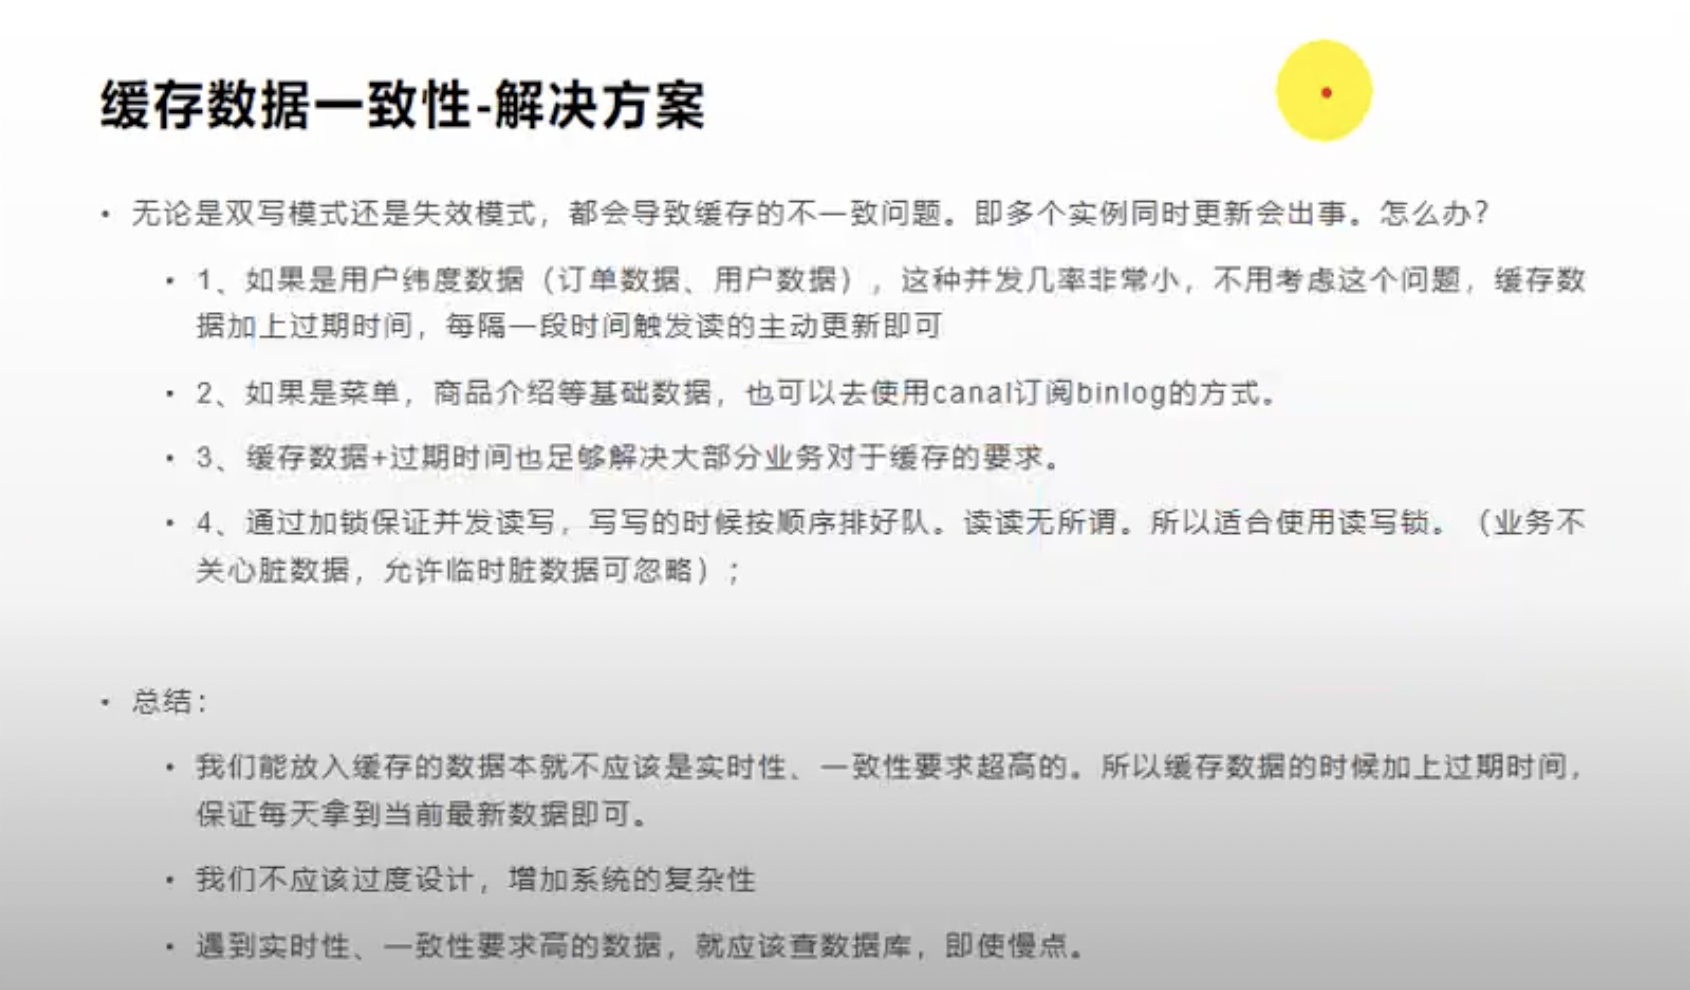 缓存数据一致性-解决方案
• 无论是双写模式还是失效模式，都会导致缓存的不一致问题。即多个实例同时更新会出事。怎么办？
• 1、如果是用户纬度数据（订单数据、用户数据），这种并发几率非常小，不用考虑这个问题，缓存数
据加上过期时间，每隔一段时间触发读的主动更新即可
• 2、如果是菜单，商品介绍等基础数据，也可以去使用canal订阅binlog的方式。
• 3、缓存数据+过期时间也足够解决大部分业务对于缓存的要求。
• 4、通过加锁保证并发读写，写写的时候按顺序排好队。读读无所谓。所以适合使用读写锁。（业务不
关心脏数据，允许临时脏数据可忽略）;
• 总结：
• 我们能放入缓存的数据本就不应该是实时性、一致性要求超高的。所以缓存数据的时候加上过期时间，
保证每天拿到当前最新数据即可。
• 我们不应该过度设计，增加系统的复杂性
• 遇到实时性、一致性要求高的数据，就应该查数据库，即使慢点。